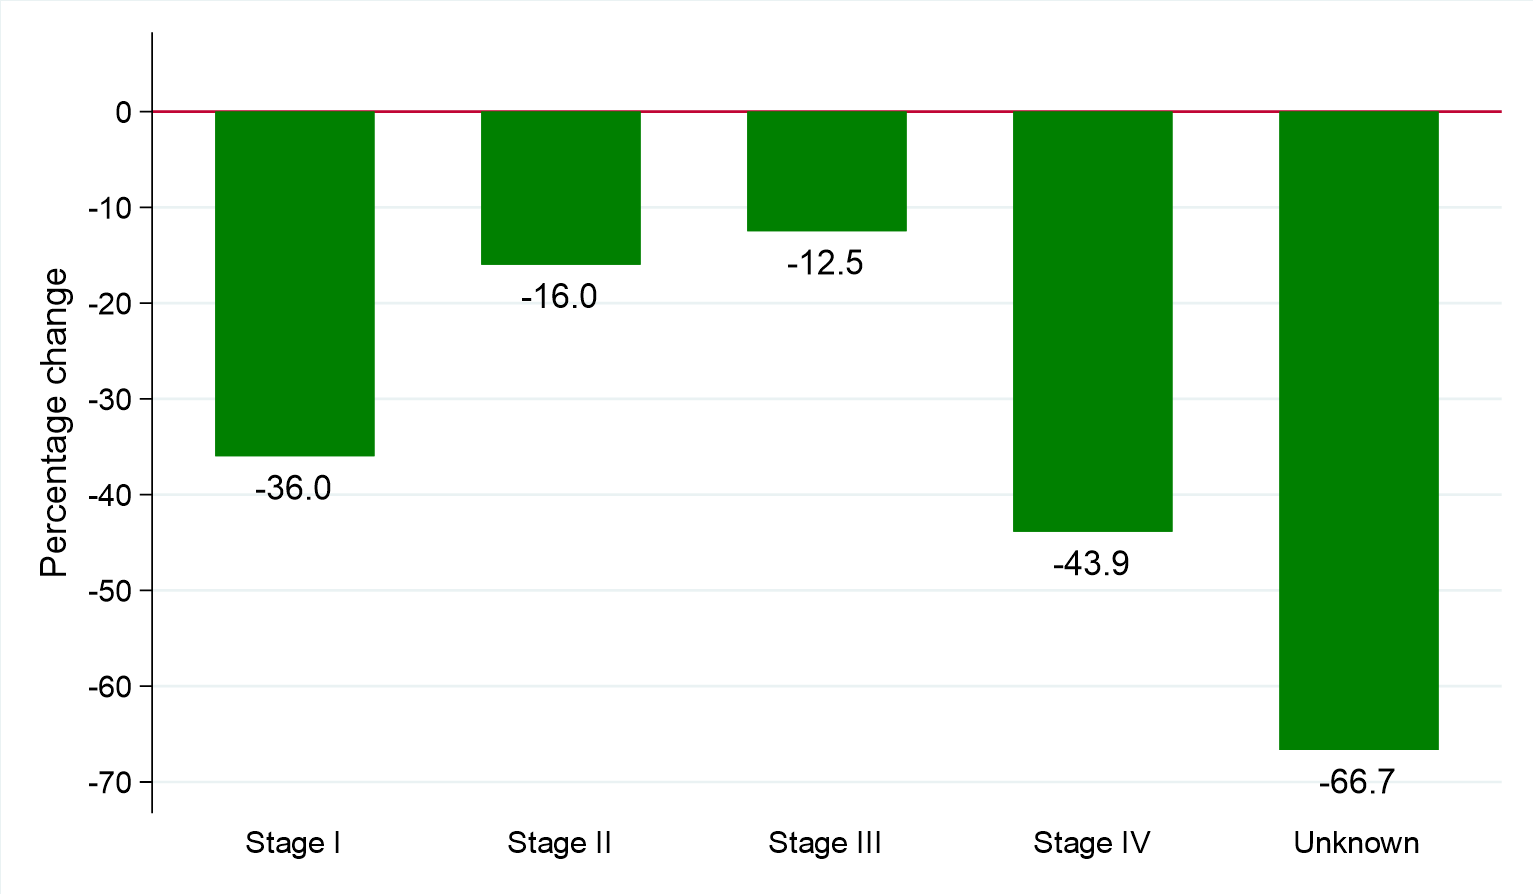 Percentage change
0
-10
-20
-30
-40
-50
-60
-70
-36.0
-16.0
-12.5
-43.9
-66.7
Stage I
Stage II
Stage III
Stage IV
Unknown